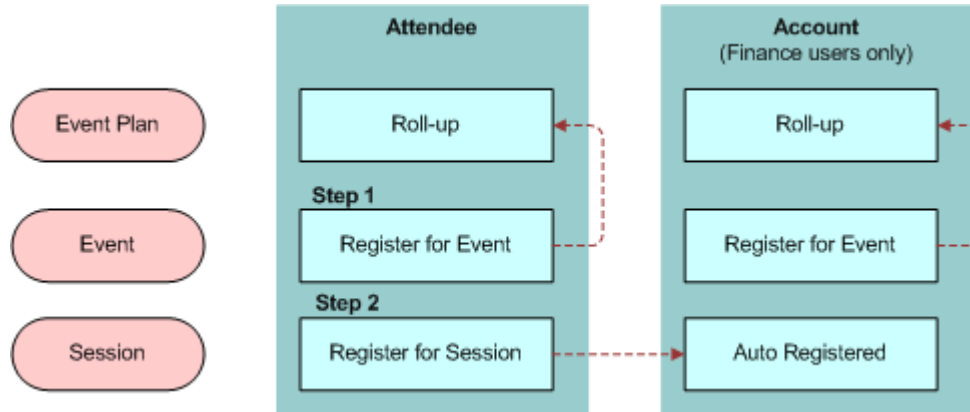 Attendee
Account
(Finance users only)
Event Plan
Roll-up
Roll-up
Step 1
Event
Register for Event
Register for Event
Step 2
Session
Register for Session
Auto Registered